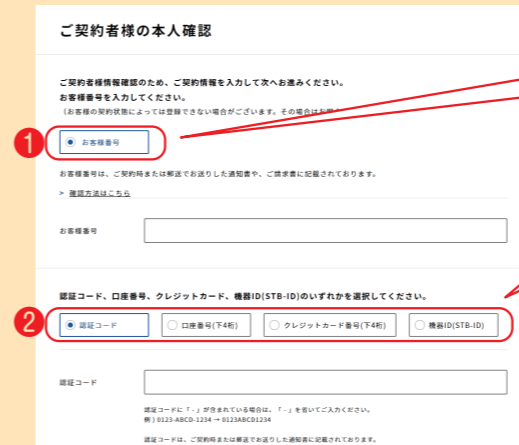 ご契約者様の本人確認
ご契約者様情報確認のため、ご契約情報を入力して次へお進みください。
お客様番号を入力してください。
(お客様の契約状態によっては登録できない場合がございます。その場合は
1
お客様番号
お客様番号は、ご契約時または郵送でお送りした通知書や、ご請求書に記載されております。
> 確認方法はこちら
お客様番号
認証コード、口座番号、クレジットカード、機器ID(STB-ID)のいずれかを選択してください。
2
認証コード 口座番号(下4桁) クレジットカード番号(下4桁) 機器ID(STB-ID)
認証コード
認証コードに「-」が含まれている場合は、「-」を省いてご入力ください。
例) 0123-ABCD-1234 → 0123ABCD1234
認証コードは、ご契約時または郵送でお送りした通知書に記載されております。